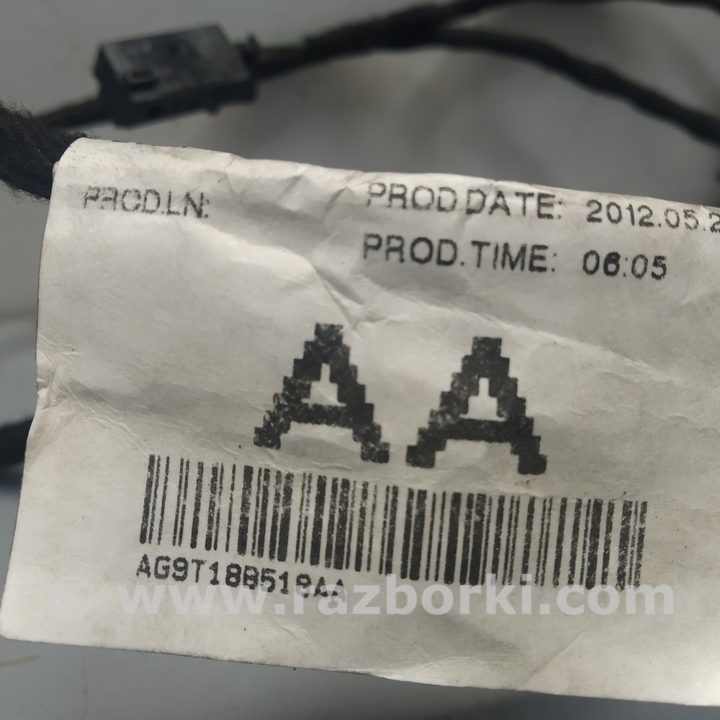 PROD.LN: PROD DATE: 2012.05.2
PROD.TIME: 06:05
AA
AG9T18B518AA
www.razborki.com